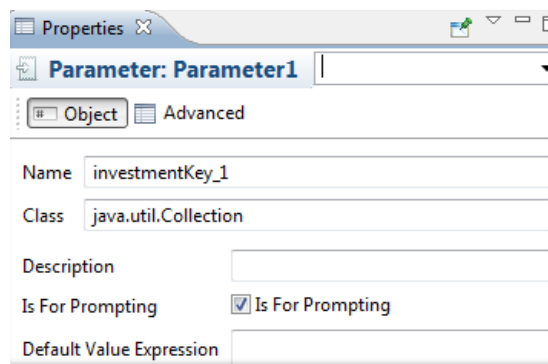 Properties
Parameter: Parameter1
Object Advanced
Name investmentKey_1
Class java.util.Collection
Description
Is For Prompting Is For Prompting
Default Value Expression